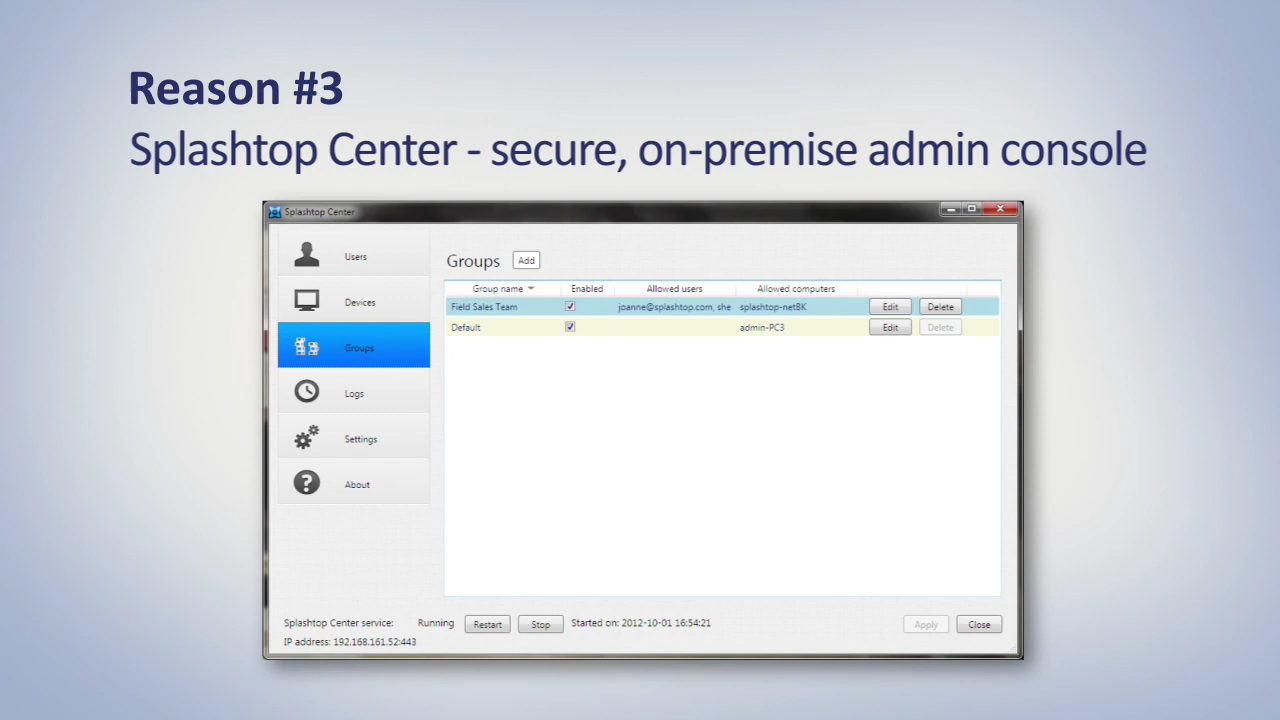 Reason #3
Splashtop Center - secure, on-premise admin console
Splashtop Center
Users
Devices
Groups
Logs
Settings
About
Groups Add
Group name Enabled Allowed users Allowed computers
Field Sales Team joanne@splashtop.com, she splashtop-netBK Edit Delete
Default admin-PC3 Edit Delete
Splashtop Center service: Running Restart Stop Started on: 2012-10-01 16:54:21 Apply Close
IP address: 192.168.161.52:443